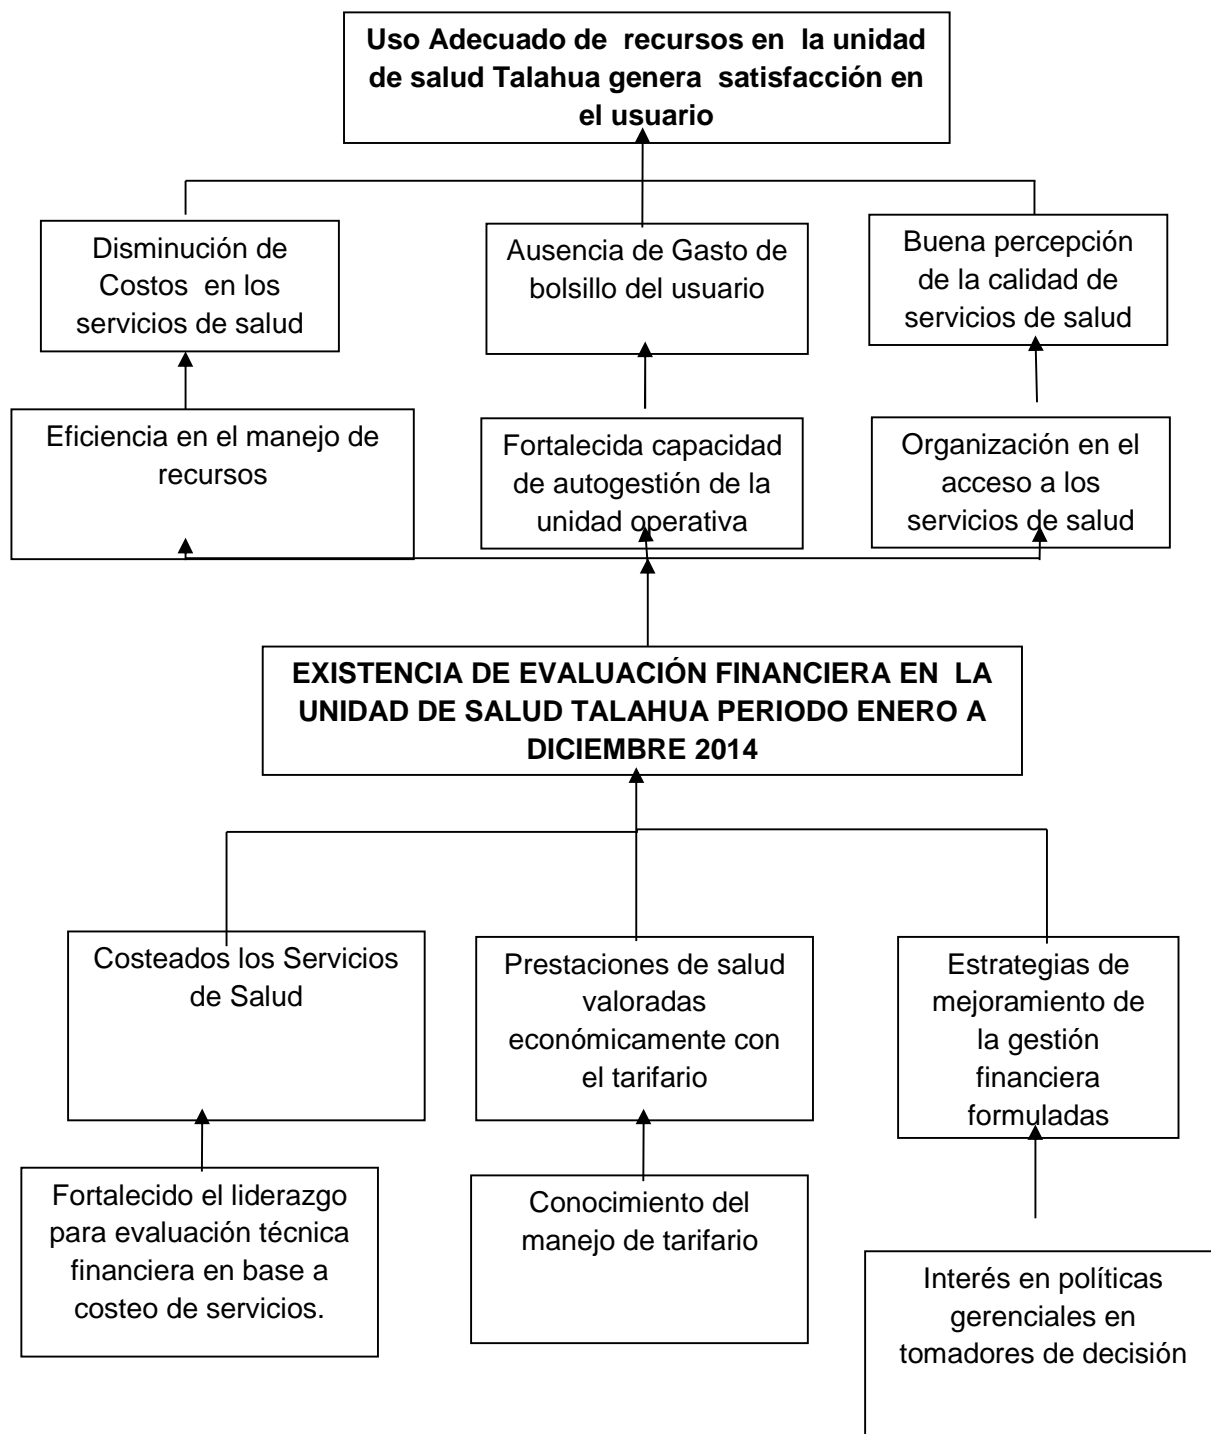 Uso Adecuado de recursos en la unidad
de salud Talahua genera satisfacción en
el usuario
Disminución de
Costos en los
servicios de salud
Ausencia de Gasto de
bolsillo del usuario
Buena percepción
de la calidad de
servicios de salud
Eficiencia en el manejo de
recursos
Fortalecida capacidad
de autogestión de la
unidad operativa
Organización en el
acceso a los
servicios de salud
EXISTENCIA DE EVALUACIÓN FINANCIERA EN LA
UNIDAD DE SALUD TALAHUA PERIODO ENERO A
DICIEMBRE 2014
Costeados los Servicios
de Salud
Prestaciones de salud
valoradas
económicamente con
el tarifario
Estrategias de
mejoramiento de
la gestión
financiera
formuladas
Fortalecido el liderazgo
para evaluación técnica
financiera en base a
costeo de servicios.
Conocimiento del
manejo de tarifario
Interés en políticas
gerenciales en
tomadores de decisión